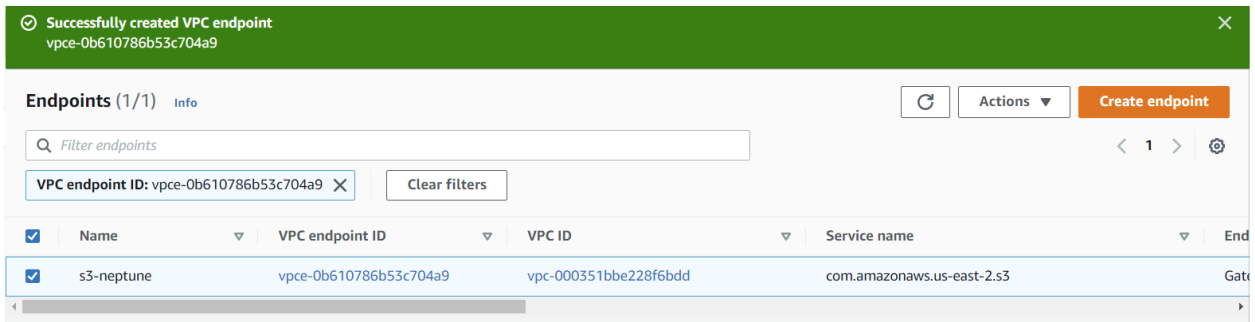 Successfully created VPC endpoint
vpce-0b610786b53c704a9
Endpoints (1/1) Info
Actions
Create endpoint
Filter endpoints
1
VPC endpoint ID: vpce-0b610786b53c704a9
Clear filters
Name VPC endpoint ID VPC ID Service name End
s3-neptune vpce-0b610786b53c704a9 vpc-000351bbe228f6bdd com.amazonaws.us-east-2.s3 Gate